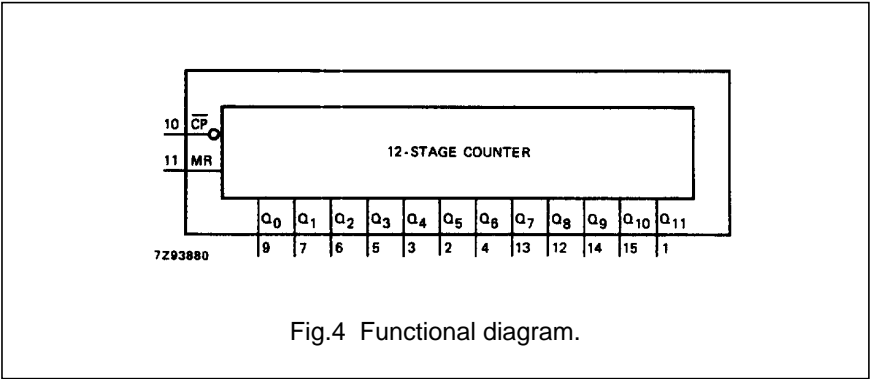 10 C̅P̅
12-STAGE COUNTER
11 MR
Q0 Q1 Q2 Q3 Q4 Q5 Q6 Q7 Q8 Q9 Q10 Q11
9 7 6 5 3 2 4 13 12 14 15 1
7Z93880
Fig.4 Functional diagram.